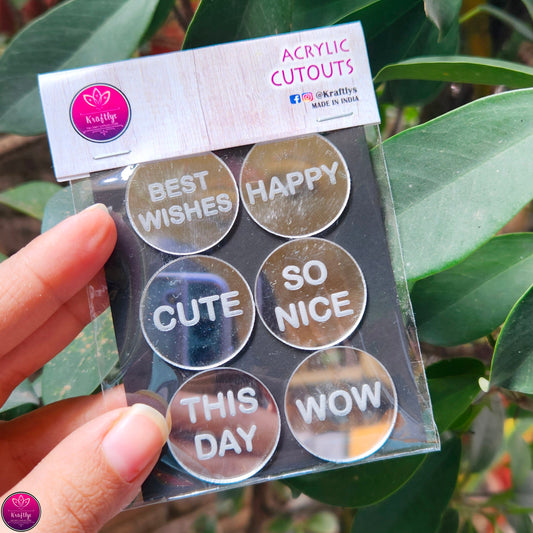 ACRYLIC
CUTOUTS
@Kraftlys
MADE IN INDIA
Kraftlys
BEST
WISHES
HAPPY
CUTE
SO
NICE
THIS
DAY
WOW
Kraftlys